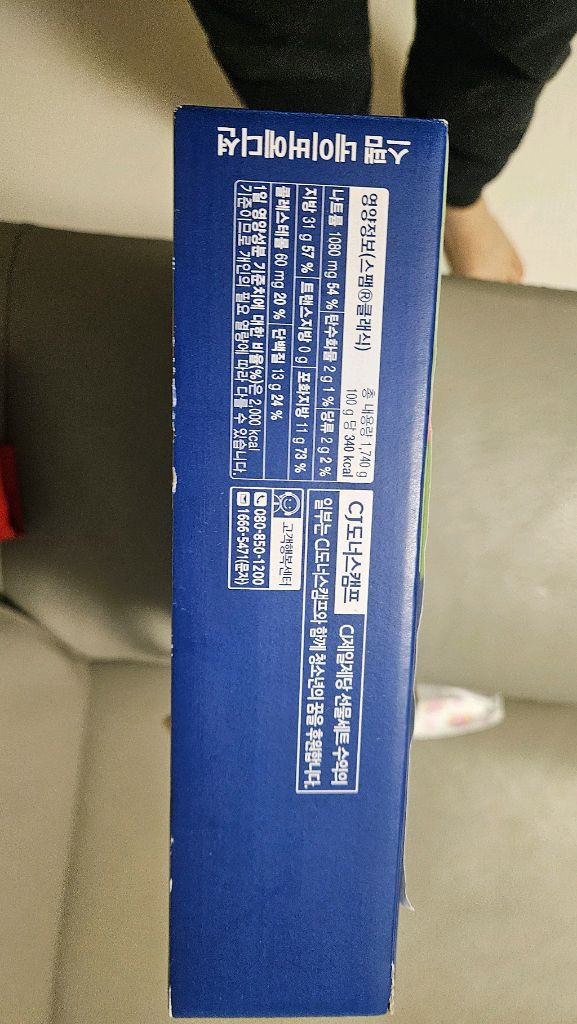 스팸 네이버에디션
영양정보(스팸®클래식)
총 내용량 1,740 g
100 g 당 340 kcal
나트륨 1080 mg 54 % 탄수화물 2 g 1 % 당류 2 g 2 %
지방 31 g 57 % 트랜스지방 0 g 포화지방 11 g 73 %
콜레스테롤 60 mg 20 % 단백질 13 g 24 %
1일 영양성분 기준치에 대한 비율(%)은 2,000 kcal
기준이므로 개인의 필요 열량에 따라 다를 수 있습니다.
CJ도너스캠프 CJ제일제당 선물세트 수익의
일부는 CJ도너스캠프와 함께 청소년의 꿈을 후원합니다.
고객행복센터
080-850-1200
1666-5471(문자)